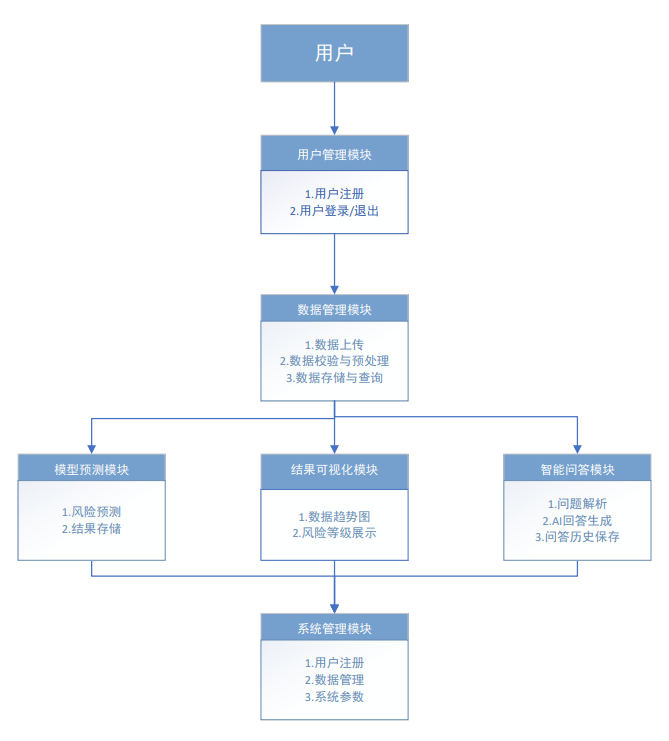 用户
用户管理模块
1.用户注册
2.用户登录/退出
数据管理模块
1.数据上传
2.数据校验与预处理
3.数据存储与查询
模型预测模块
1.风险预测
2.结果存储
结果可视化模块
1.数据趋势图
2.风险等级展示
智能问答模块
1.问题解析
2.AI回答生成
3.问答历史保存
系统管理模块
1.用户注册
2.数据管理
3.系统参数